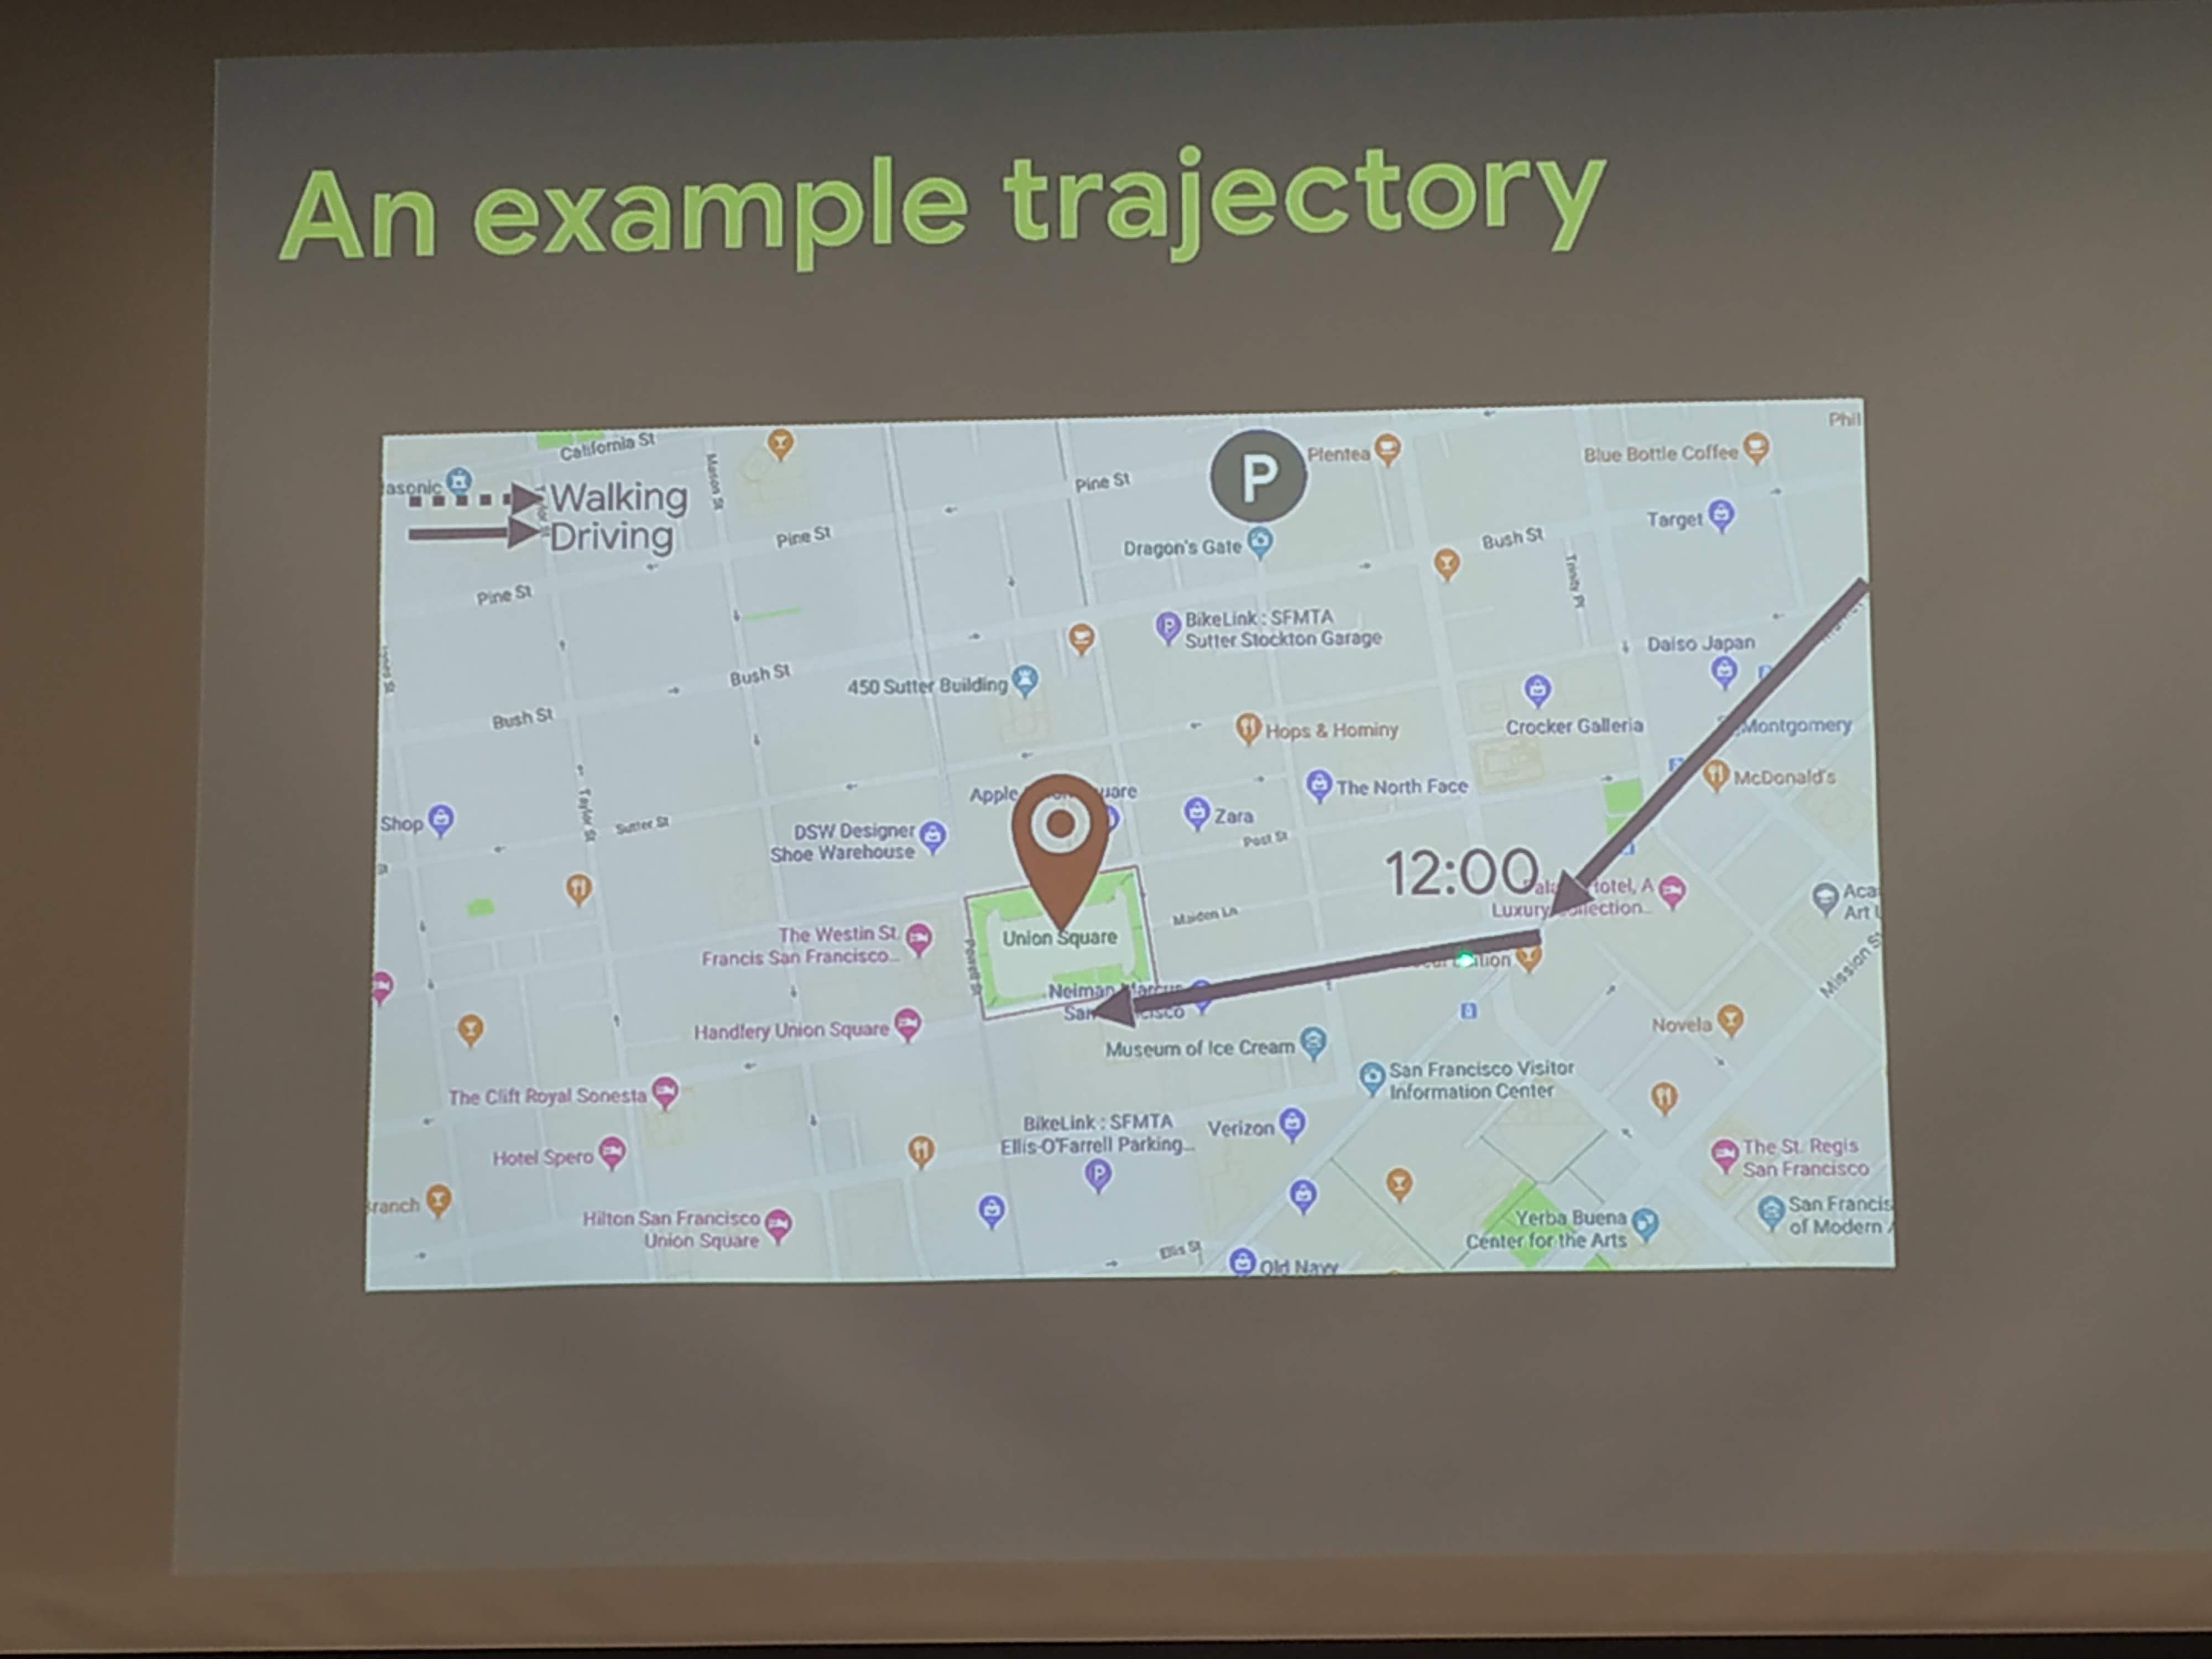 An example trajectory
California St
Mason St
Pine St
Plentea
Blue Bottle Coffee
Phil
asonic
Walking
Driving
Pine St
Dragon's Gate
Bush St
Target
Trinity Pl
Pine St
BikeLink : SFMTA
Sutter Stockton Garage
Daiso Japan
Bush St
450 Sutter Building
Bush St
Hops & Hominy
Crocker Galleria
Montgomery
Apple
uare
The North Face
McDonald's
Shop
Taylor St
Sutter St
DSW Designer
Shoe Warehouse
Zara
Post St
12:00
otel, A
Luxury
Aca
Art
Maiden Ln
The Westin St.
Francis San Francisco...
Powell St
Union Square
Mission St
Neiman Marcus
San
cisco
Handlery Union Square
Museum of Ice Cream
Novela
San Francisco Visitor
Information Center
The Clift Royal Sonesta
BikeLink : SFMTA
Ellis-O'Farrell Parking...
Verizon
Hotel Spero
The St. Regis
San Francisco
ranch
Hilton San Francisco
Union Square
Yerba Buena
Center for the Arts
San Francis
of Modern
Ellis St
Old Navy
P